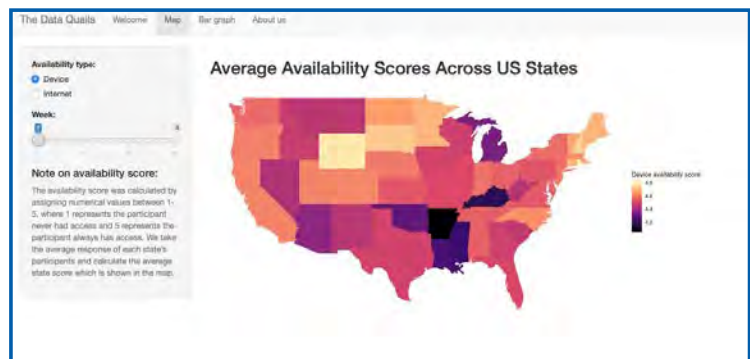 The Data Quails Welcome Map Bar graph About us
Availability type:
Device
Internet
Week:
Note on availability score:
The availability score was calculated by
assigning numerical values between 1-
5, where 1 represents the participant
never had access and 5 represents the
participant always has access. We take
the average response of each state's
participants and calculate the average
state score which is shown in the map.
Average Availability Scores Across US States
Device availability score